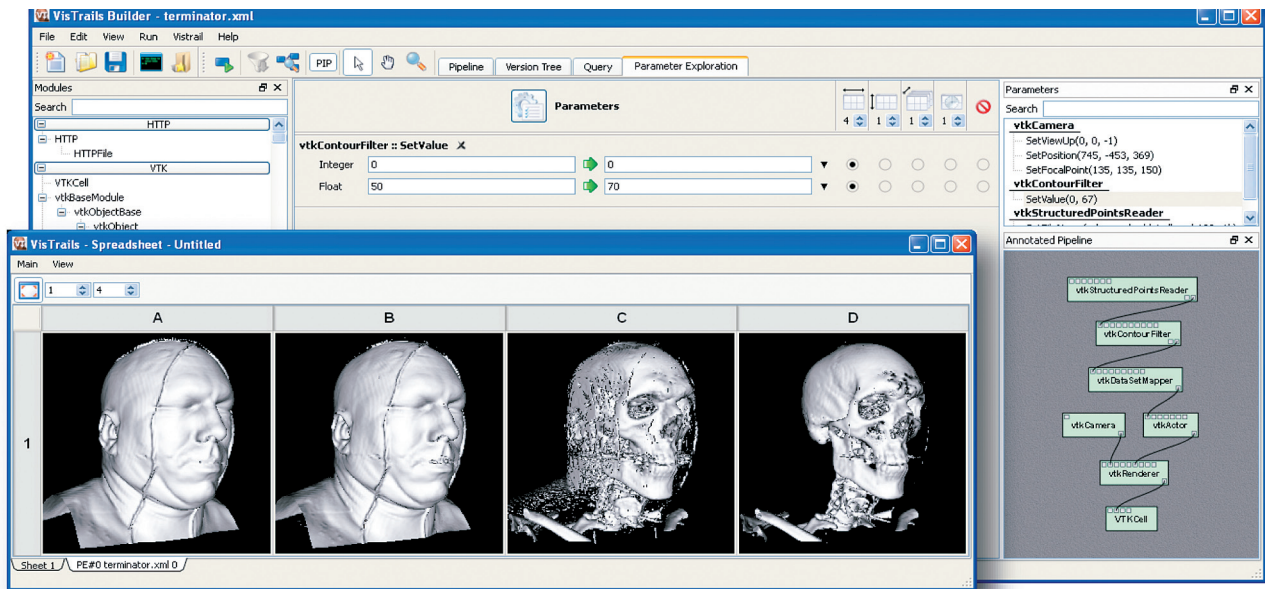 VisTrails Builder - terminator.xml
File Edit View Run Vistrail Help
PIP
Pipeline Version Tree Query Parameter Exploration
Modules
Search
HTTP
HTTP
HTTPFile
VTK
VTKCell
vtkBaseModule
vtkObjectBase
vtkObject
Parameters
4 1 1 1
vtkContourFilter :: SetValue
Integer 0 0
Float 50 70
Parameters
Search
vtkCamera
SetViewUp(0, 0, -1)
SetPosition(745, -453, 369)
SetFocalPoint(135, 135, 150)
vtkContourFilter
SetValue(0, 67)
vtkStructuredPointsReader
Annotated Pipeline
vtkStructuredPointsReader
vtkContourFilter
vtkDataSetMapper
vtkCamera vtkActor
vtkRenderer
VTKCell
VisTrails - Spreadsheet - Untitled
Main View
1 4
A B C D
1
Sheet 1 PE#0 terminator.xml 0